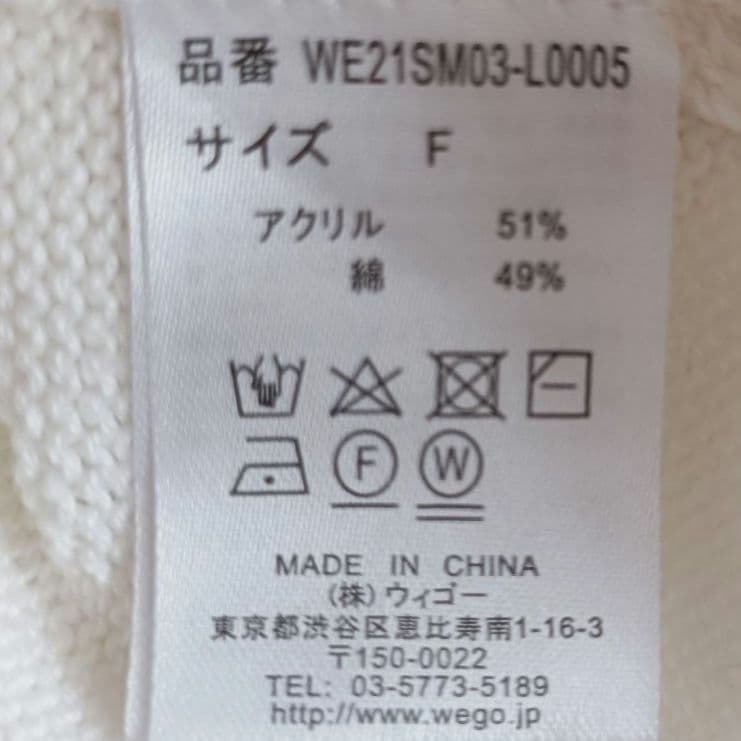 品番 WE21SM03-L0005
サイズ F
アクリル 51%
綿 49%
F W
MADE IN CHINA
(株)ウィゴー
東京都渋谷区恵比寿南1-16-3
〒150-0022
TEL: 03-5773-5189
http://www.wego.jp